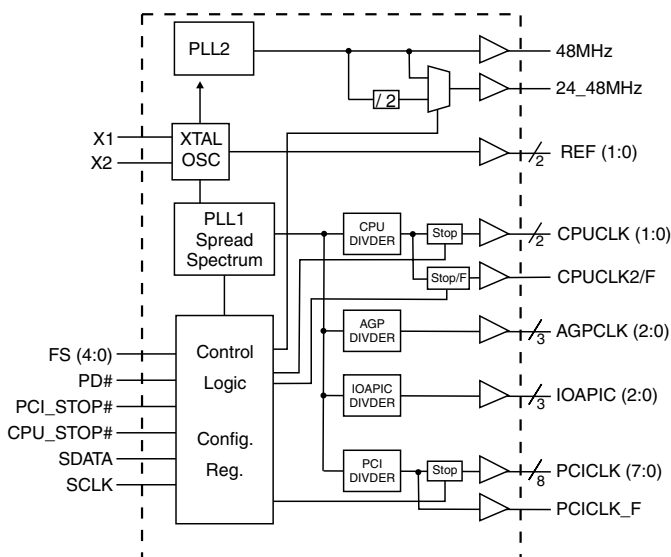 PLL2
48MHz
/ 2
24_48MHz
X1
X2
XTAL
OSC
2
REF (1:0)
PLL1
Spread
Spectrum
CPU
DIVDER
Stop
2
CPUCLK (1:0)
Stop/F
CPUCLK2/F
FS (4:0)
PD#
PCI_STOP#
CPU_STOP#
SDATA
SCLK
Control
Logic
Config.
Reg.
AGP
DIVDER
3
AGPCLK (2:0)
IOAPIC
DIVDER
3
IOAPIC (2:0)
PCI
DIVDER
Stop
8
PCICLK (7:0)
PCICLK_F